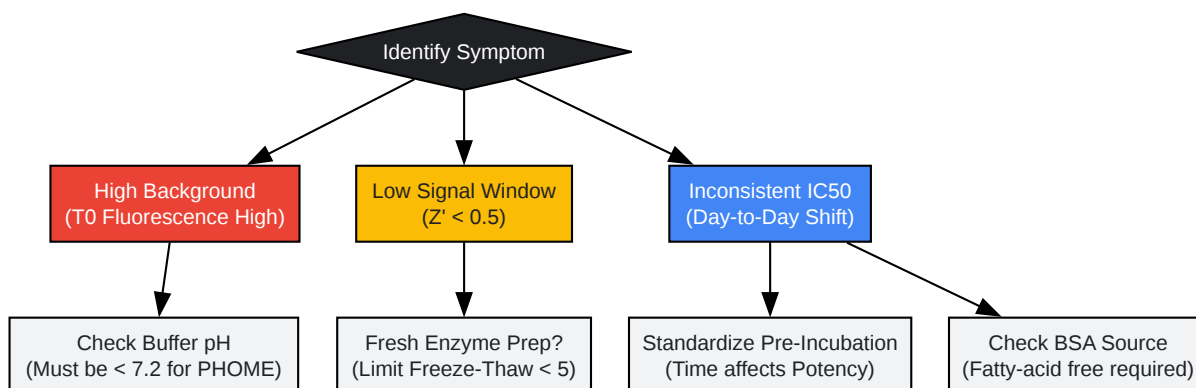 Identify Symptom
High Background
(T0 Fluorescence High)
Low Signal Window
(Z' < 0.5)
Inconsistent IC50
(Day-to-Day Shift)
Check Buffer pH
(Must be < 7.2 for PHOME)
Fresh Enzyme Prep?
(Limit Freeze-Thaw < 5)
Standardize Pre-Incubation
(Time affects Potency)
Check BSA Source
(Fatty-acid free required)